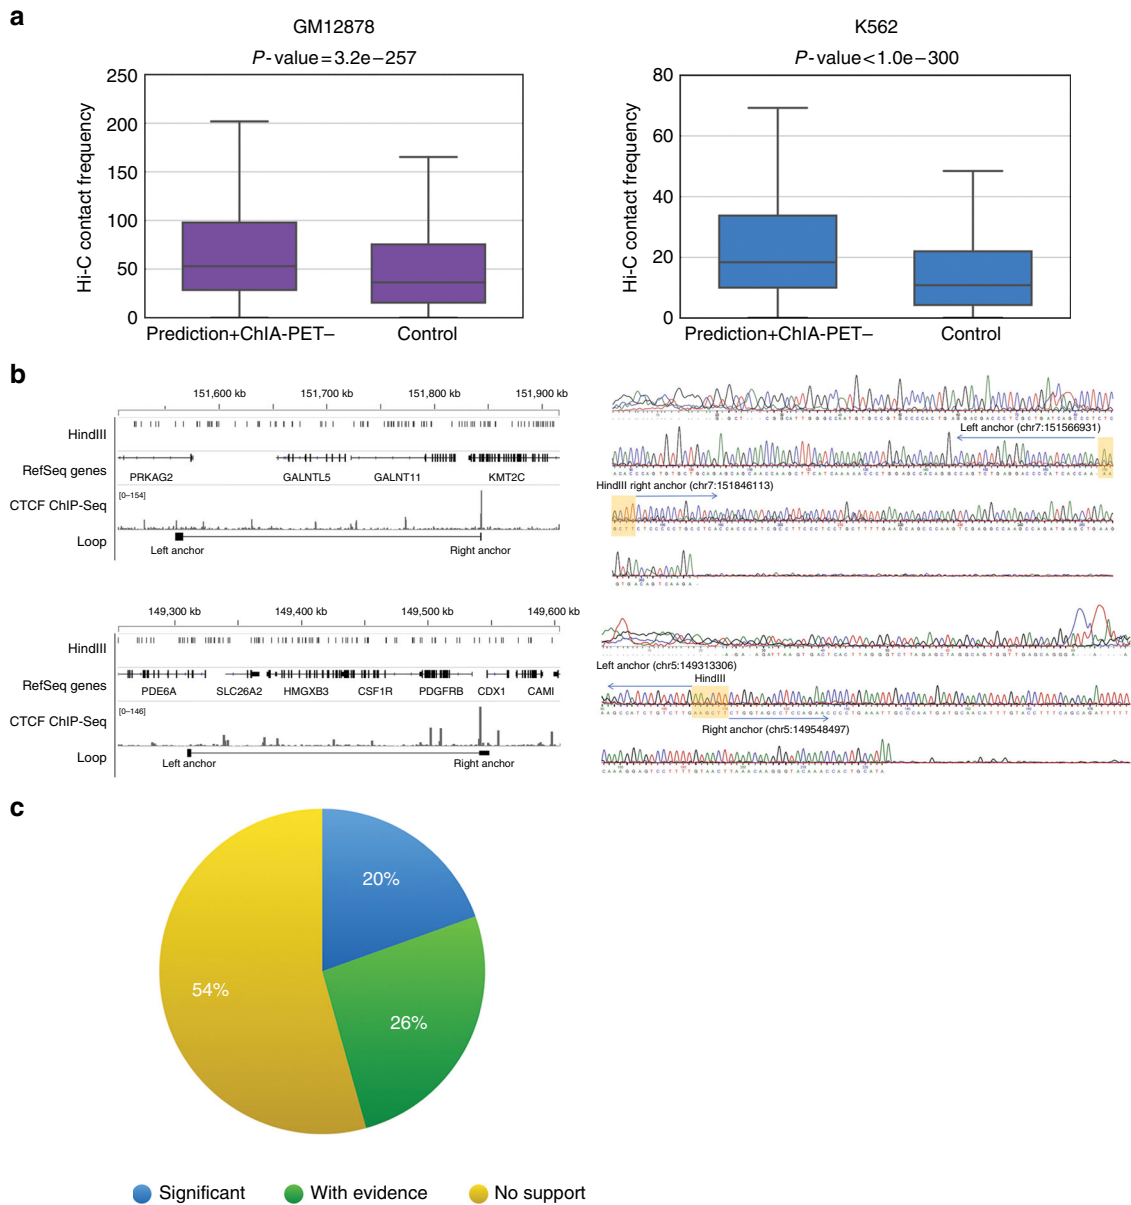 a
GM12878
P-value=3.2e−257
Hi-C contact frequency
250
200
150
100
50
0
Prediction+ChIA-PET−
Control
K562
P-value<1.0e−300
Hi-C contact frequency
80
60
40
20
0
Prediction+ChIA-PET−
Control
b
151,600 kb 151,700 kb 151,800 kb 151,900 kb
HindIII
RefSeq genes
PRKAG2 GALNTL5 GALNT11 KMT2C
CTCF ChIP-Seq
[0–154]
Loop
Left anchor Right anchor
Left anchor (chr7:151566931)
HindIII right anchor (chr7:151846113)
GTGACAGTCAAGA
149,300 kb 149,400 kb 149,500 kb 149,600 kb
HindIII
RefSeq genes
PDE6A SLC26A2 HMGXB3 CSF1R PDGFRB CDX1 CAMI
CTCF ChIP-Seq
[0–146]
Loop
Left anchor Right anchor
Left anchor (chr5:149313306)
HindIII
Right anchor (chr5:149548497)
CAAAGGAGTCCTTTTGTAACTTAAACAAGGGTACAAACCACTGCATA
c
20%
26%
54%
Significant
With evidence
No support